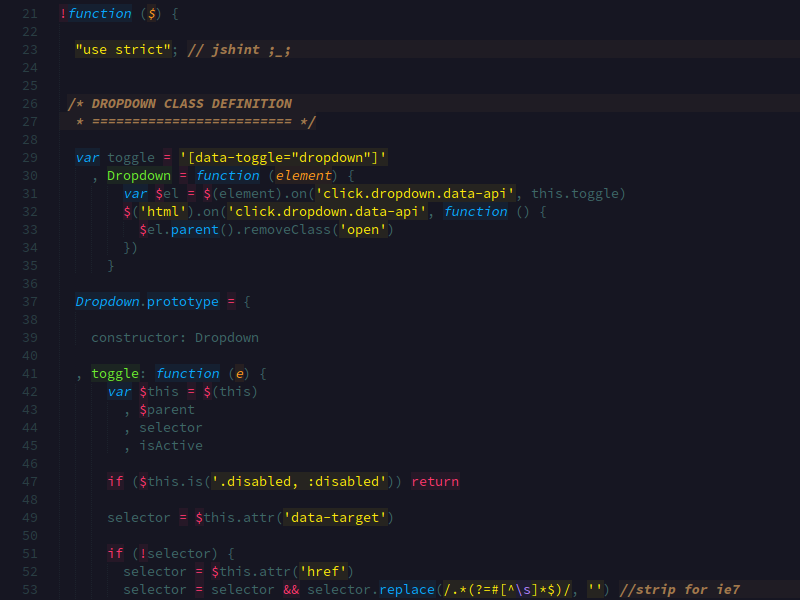 21 !function ($) {
22
23 "use strict"; // jshint ;_;
24
25
26 /* DROPDOWN CLASS DEFINITION
27 * ========================= */
28
29 var toggle = '[data-toggle="dropdown"]'
30 , Dropdown = function (element) {
31 var $el = $(element).on('click.dropdown.data-api', this.toggle)
32 $('html').on('click.dropdown.data-api', function () {
33 $el.parent().removeClass('open')
34 })
35 }
36
37 Dropdown.prototype = {
38
39 constructor: Dropdown
40
41 , toggle: function (e) {
42 var $this = $(this)
43 , $parent
44 , selector
45 , isActive
46
47 if ($this.is('.disabled, :disabled')) return
48
49 selector = $this.attr('data-target')
50
51 if (!selector) {
52 selector = $this.attr('href')
53 selector = selector && selector.replace(/.*(?=#[^\s]*$)/, '') //strip for ie7